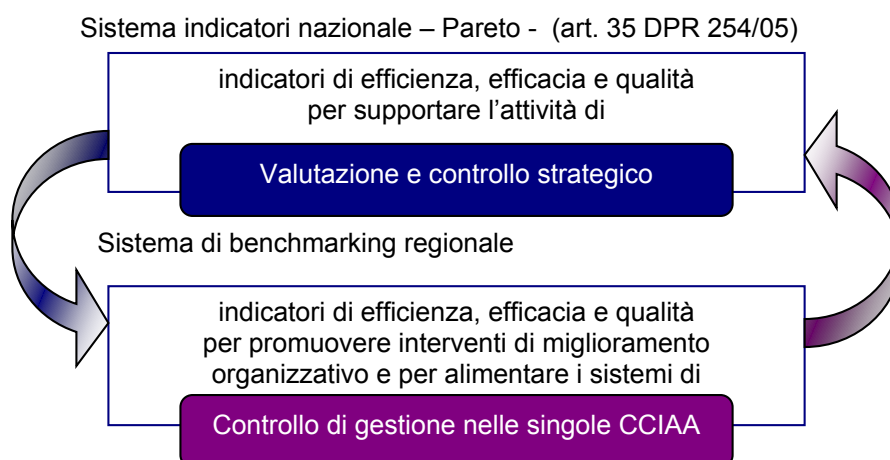 Sistema indicatori nazionale – Pareto - (art. 35 DPR 254/05)
indicatori di efficienza, efficacia e qualità
per supportare l'attività di
Valutazione e controllo strategico
Sistema di benchmarking regionale
indicatori di efficienza, efficacia e qualità
per promuovere interventi di miglioramento
organizzativo e per alimentare i sistemi di
Controllo di gestione nelle singole CCIAA